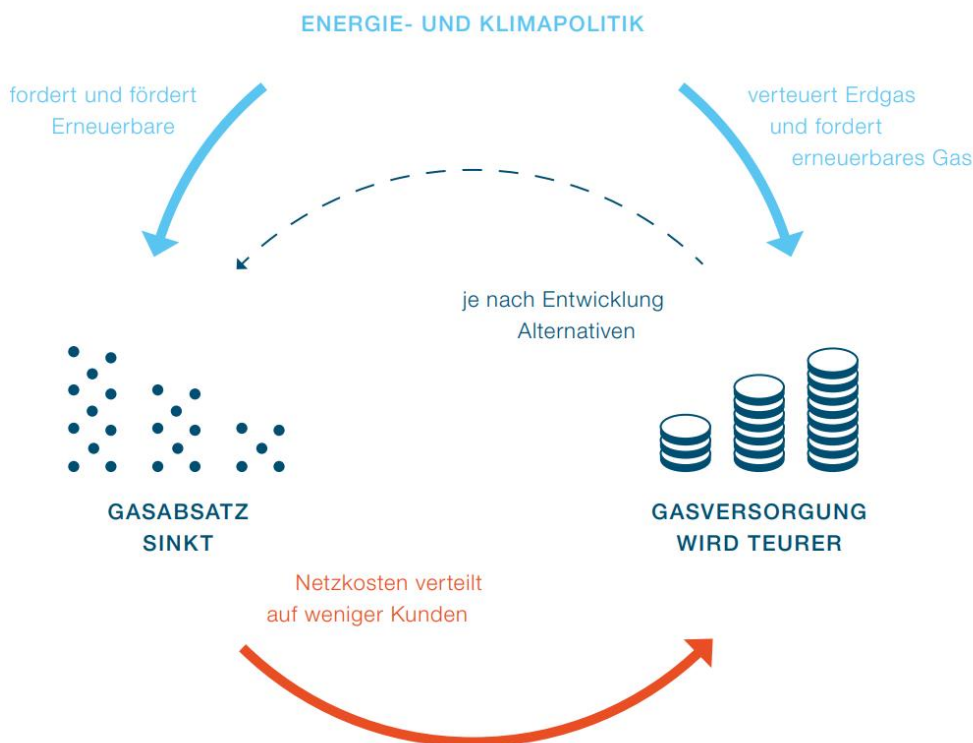 ENERGIE- UND KLIMAPOLITIK
fordert und fördert
Erneuerbare
verteuert Erdgas
und fordert
erneuerbares Gas
je nach Entwicklung
Alternativen
GASABSATZ
SINKT
GASVERSORGUNG
WIRD TEURER
Netzkosten verteilt
auf weniger Kunden